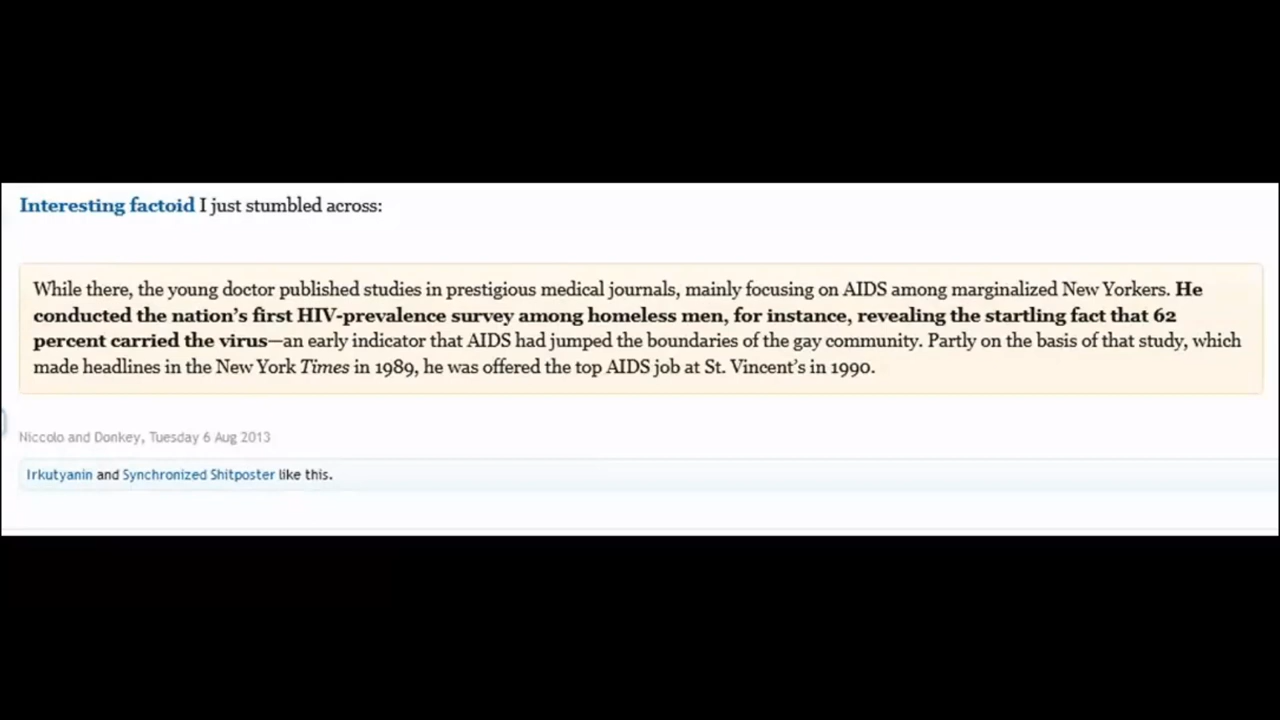 Interesting factoid I just stumbled across:
While there, the young doctor published studies in prestigious medical journals, mainly focusing on AIDS among marginalized New Yorkers. He
conducted the nation's first HIV-prevalence survey among homeless men, for instance, revealing the startling fact that 62
percent carried the virus—an early indicator that AIDS had jumped the boundaries of the gay community. Partly on the basis of that study, which
made headlines in the New York Times in 1989, he was offered the top AIDS job at St. Vincent's in 1990.
Niccolo and Donkey, Tuesday 6 Aug 2013
Irkutyanin and Synchronized Shitposter like this.